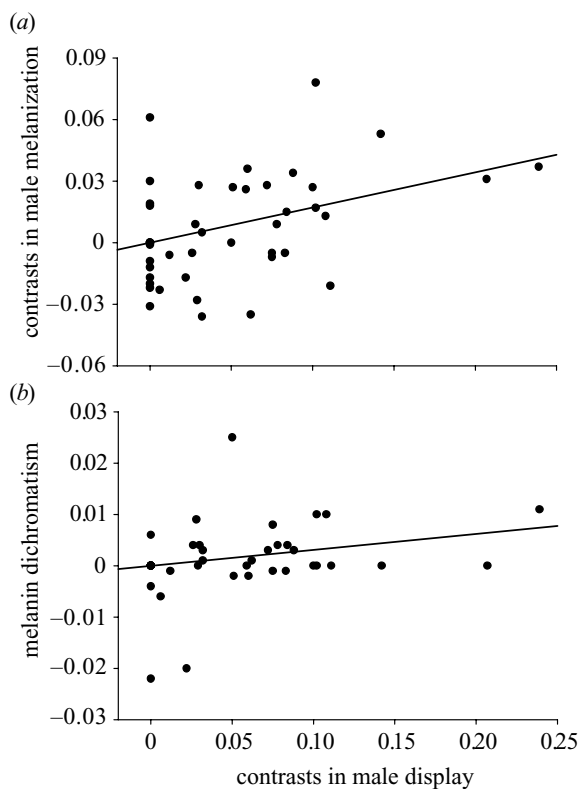 (a)
contrasts in male melanization
0.09
0.06
0.03
0
–0.03
–0.06
(b)
melanin dichromatism
0.03
0.02
0.01
0
–0.01
–0.02
–0.03
0 0.05 0.10 0.15 0.20 0.25
contrasts in male display